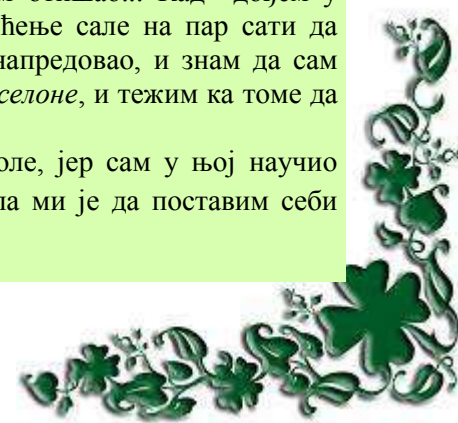 дођем у
ћење сале на пар сати да
напредовао, и знам да сам
селоне, и тежим ка томе да
оле, јер сам у њој научио
ла ми је да поставим себи